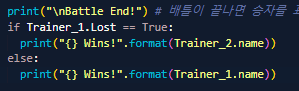 print("\nBattle End!") # 배틀이 끝나면 승자를
if Trainer_1.Lost == True:
  print("{} Wins!".format(Trainer_2.name))
else:
  print("{} Wins!".format(Trainer_1.name))